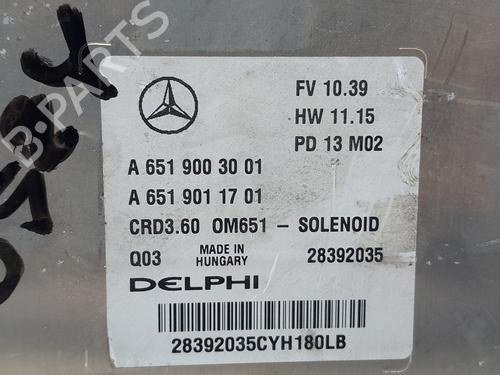 B-PARTS
FV 10.39
HW 11.15
PD 13 M02
A 651 900 30 01
A 651 901 17 01
CRD3.60 OM651 - SOLENOID
Q03 MADE IN HUNGARY 28392035
DELPHI
28392035CYH180LB